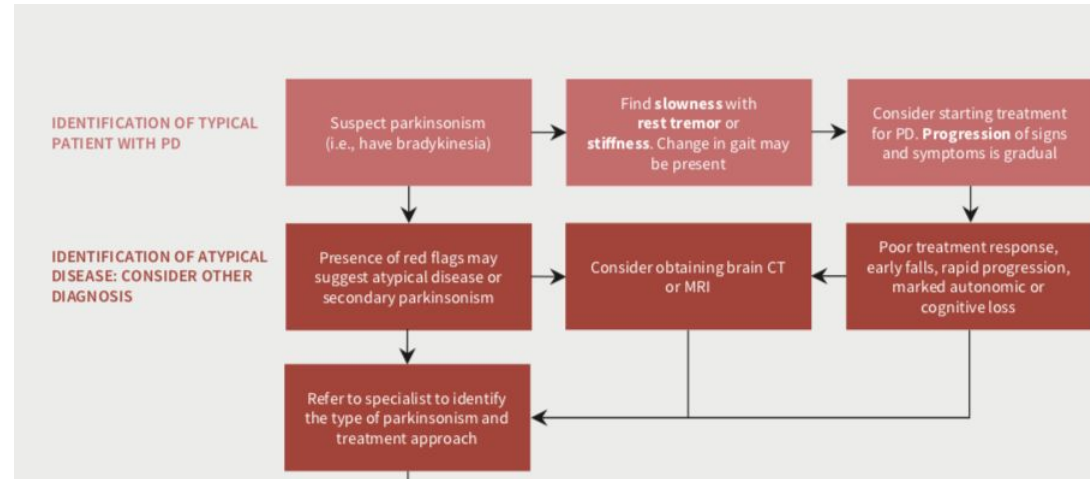 IDENTIFICATION OF TYPICAL
PATIENT WITH PD
Suspect parkinsonism
(i.e., have bradykinesia)
Find slowness with
rest tremor or
stiffness. Change in gait may
be present
Consider starting treatment
for PD. Progression of signs
and symptoms is gradual
IDENTIFICATION OF ATYPICAL
DISEASE: CONSIDER OTHER
DIAGNOSIS
Presence of red flags may
suggest atypical disease or
secondary parkinsonism
Consider obtaining brain CT
or MRI
Poor treatment response,
early falls, rapid progression,
marked autonomic or
cognitive loss
Refer to specialist to identify
the type of parkinsonism and
treatment approach